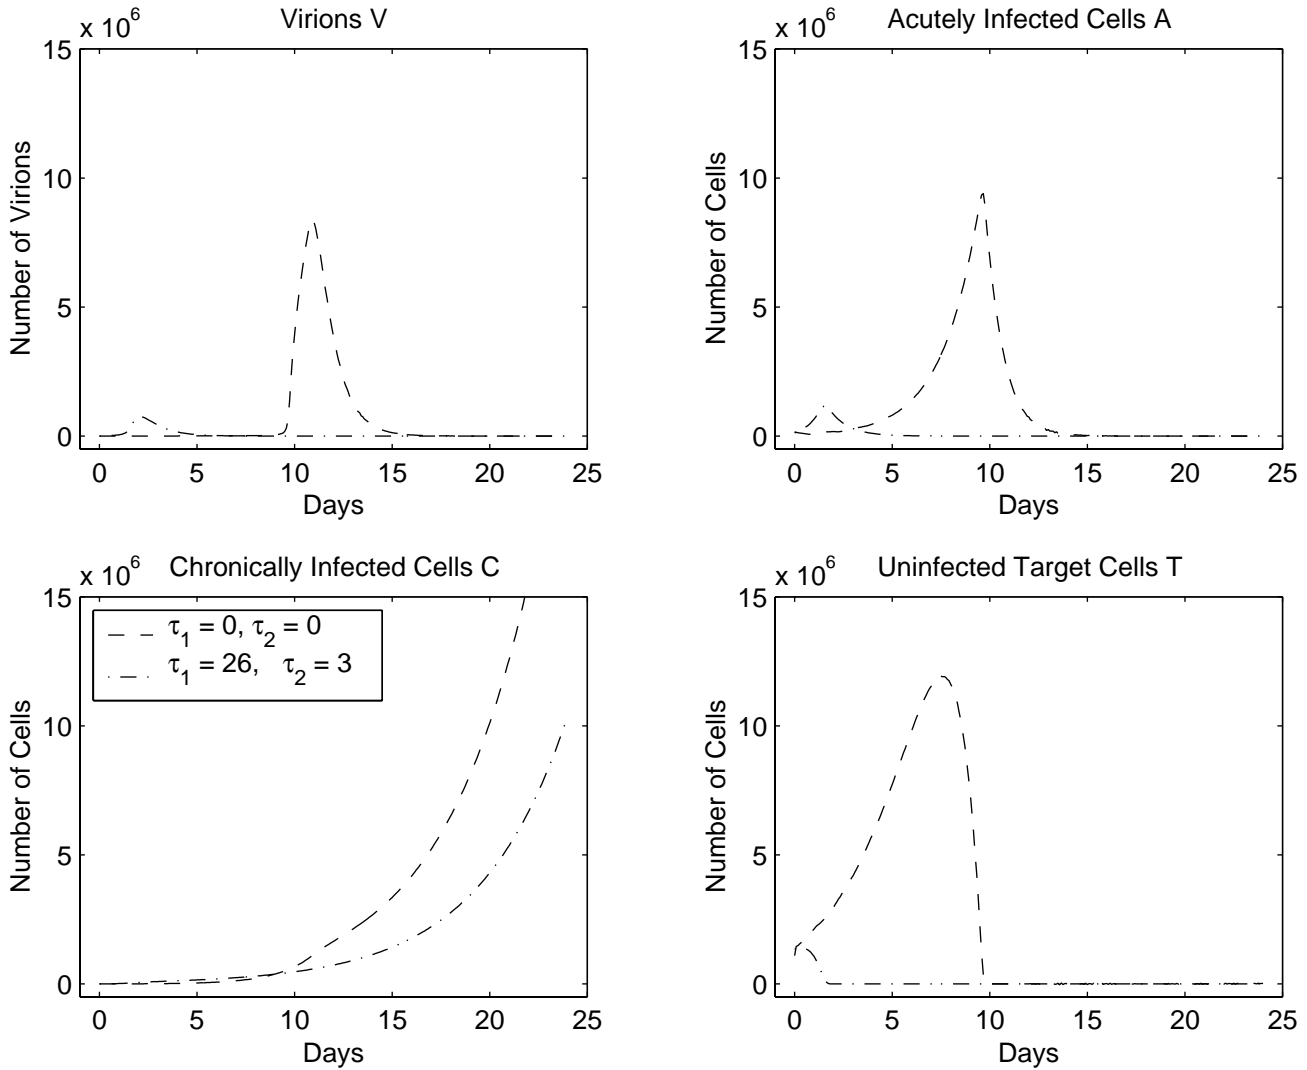 Virions V
x 10^6
15
10
5
0
Number of Virions
0 5 10 15 20 25
Days
Acutely Infected Cells A
x 10^6
15
10
5
0
Number of Cells
0 5 10 15 20 25
Days
Chronically Infected Cells C
x 10^6
15
10
5
0
Number of Cells
τ_1 = 0, τ_2 = 0
τ_1 = 26, τ_2 = 3
0 5 10 15 20 25
Days
Uninfected Target Cells T
x 10^6
15
10
5
0
Number of Cells
0 5 10 15 20 25
Days